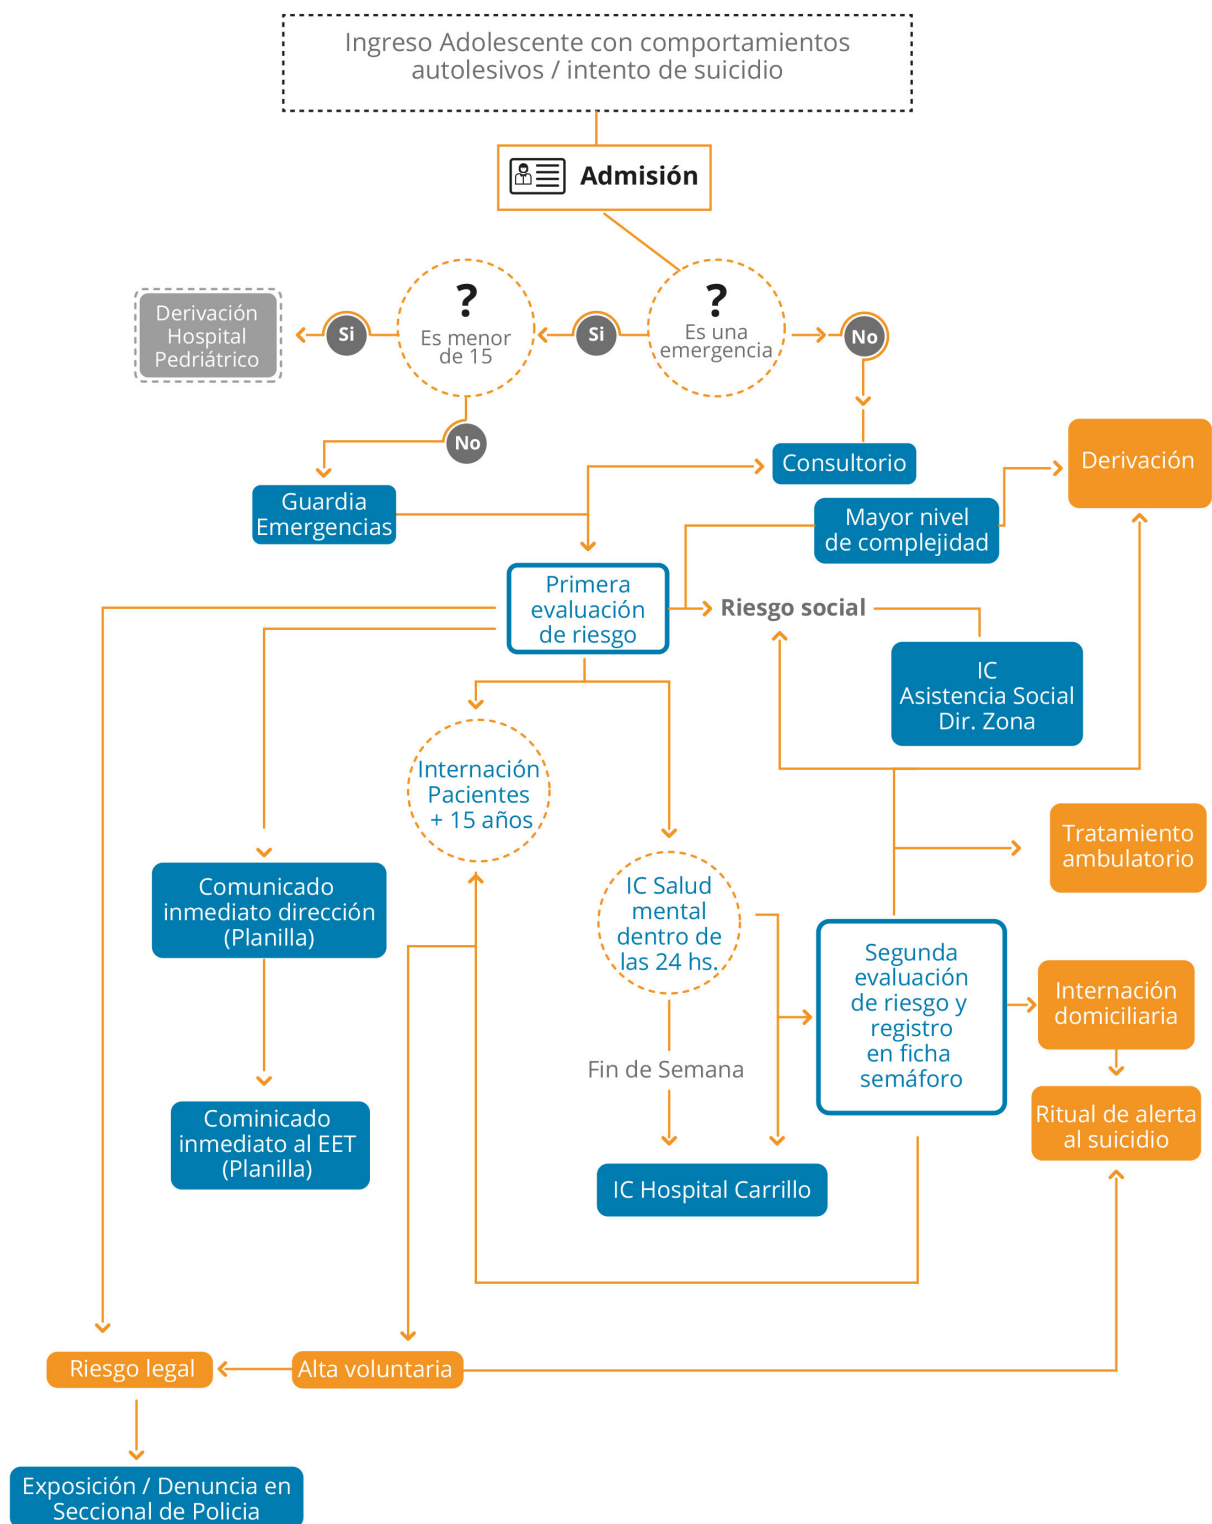 Ingreso Adolescente con comportamientos
autolesivos / intento de suicidio
Admisión
?
Es menor
de 15
?
Es una
emergencia
Si
Si
No
Derivación
Hospital
Pedriátrico
No
Guardia
Emergencias
Consultorio
Derivación
Mayor nivel
de complejidad
Primera
evaluación
de riesgo
Riesgo social
IC
Asistencia Social
Dir. Zona
Internación
Pacientes
+ 15 años
Tratamiento
ambulatorio
Comunicado
inmediato dirección
(Planilla)
IC Salud
mental
dentro de
las 24 hs.
Segunda
evaluación
de riesgo y
registro
en ficha
semáforo
Internación
domiciliaria
Fin de Semana
Ritual de alerta
al suicidio
Cominicado
inmediato al EET
(Planilla)
IC Hospital Carrillo
Riesgo legal
Alta voluntaria
Exposición / Denuncia en
Seccional de Policia